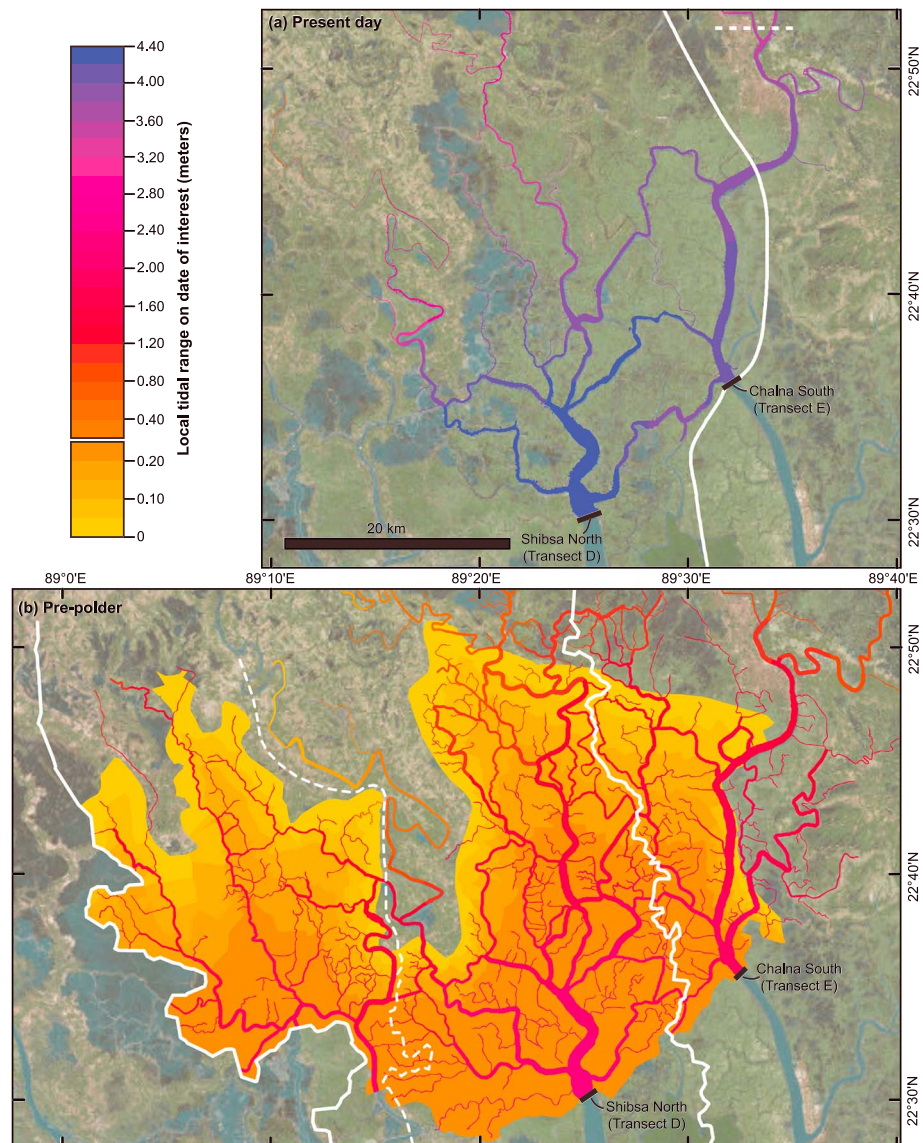 (a) Present day
4.40
4.00
3.60
3.20
2.80
2.40
2.00
1.60
1.20
0.80
0.40
0.20
0.10
0
Local tidal range on date of interest (meters)
22°50'N
22°40'N
22°30'N
Chalna South
(Transect E)
20 km
Shibsa North
(Transect D)
89°0'E
89°10'E
89°20'E
89°30'E
89°40'E
(b) Pre-polder
22°50'N
22°40'N
22°30'N
Chalna South
(Transect E)
Shibsa North
(Transect D)